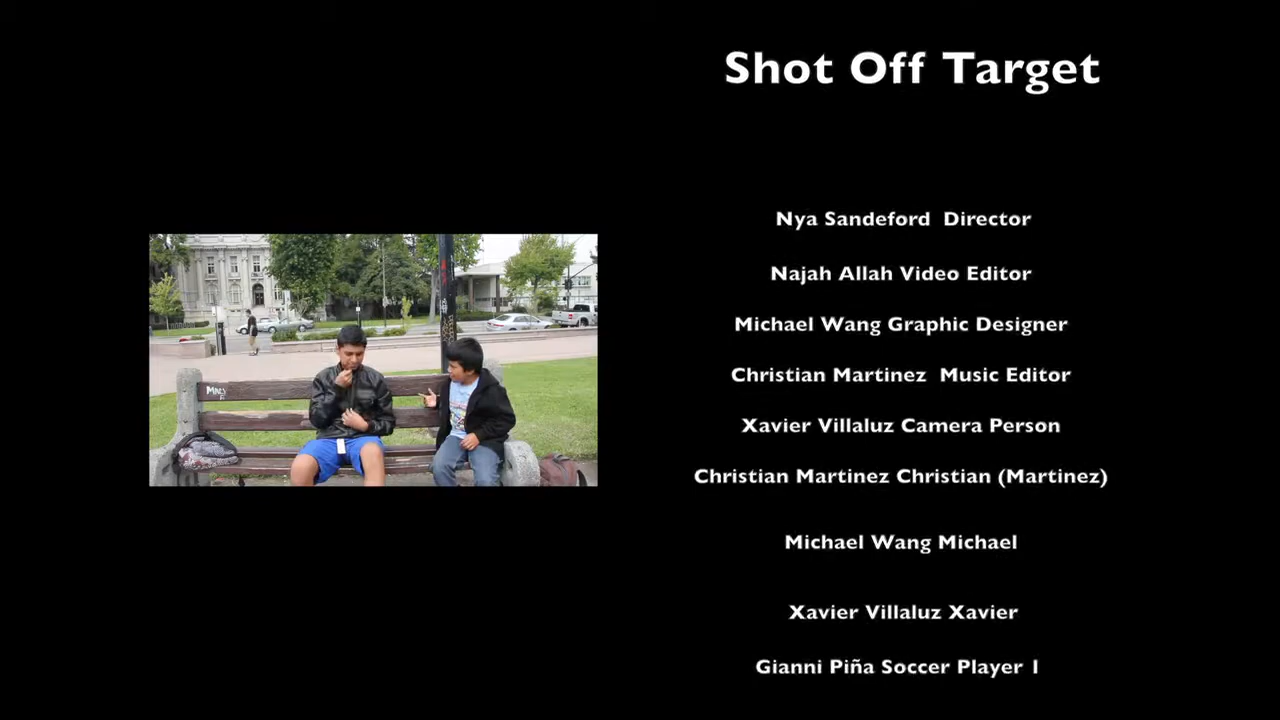 Shot Off Target
Nya Sandeford Director
Najah Allah Video Editor
Michael Wang Graphic Designer
Christian Martinez Music Editor
Xavier Villaluz Camera Person
Christian Martinez Christian (Martinez)
Michael Wang Michael
Xavier Villaluz Xavier
Gianni Piña Soccer Player 1